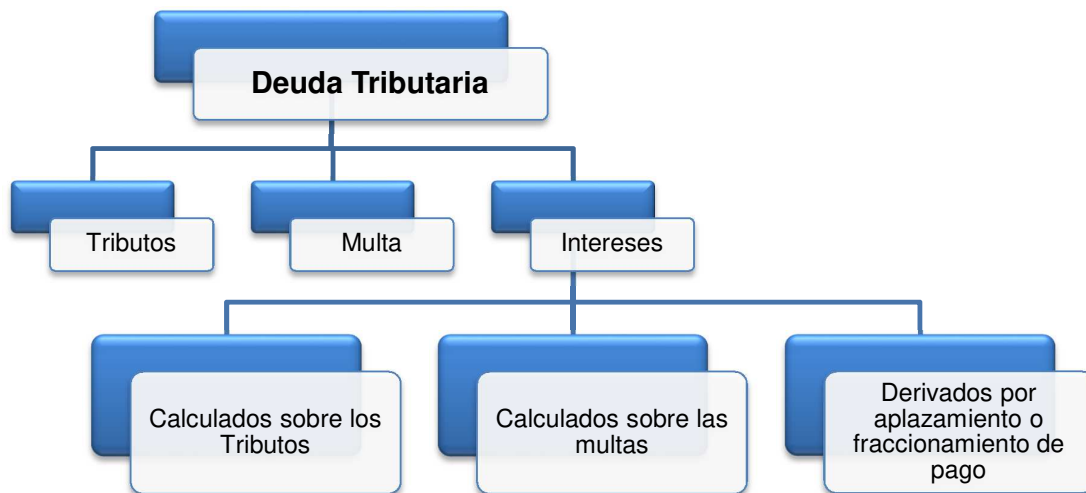 Deuda Tributaria
Tributos
Multa
Intereses
Calculados sobre los
Tributos
Calculados sobre las
multas
Derivados por
aplazamiento o
fraccionamiento de
pago